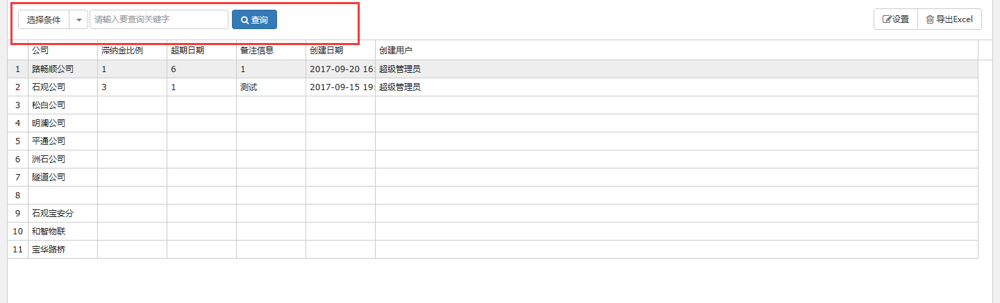 选择条件 请输入要查询关键字 查询 设置 导出Excel
公司 滞纳金比例 超期日期 备注信息 创建日期 创建用户
1 路畅顺公司 1 6 1 2017-09-20 16: 超级管理员
2 石观公司 3 1 测试 2017-09-15 19: 超级管理员
3 松白公司
4 明澜公司
5 平通公司
6 洲石公司
7 隧道公司
8
9 石观宝安分
10 和智物联
11 宝华路桥